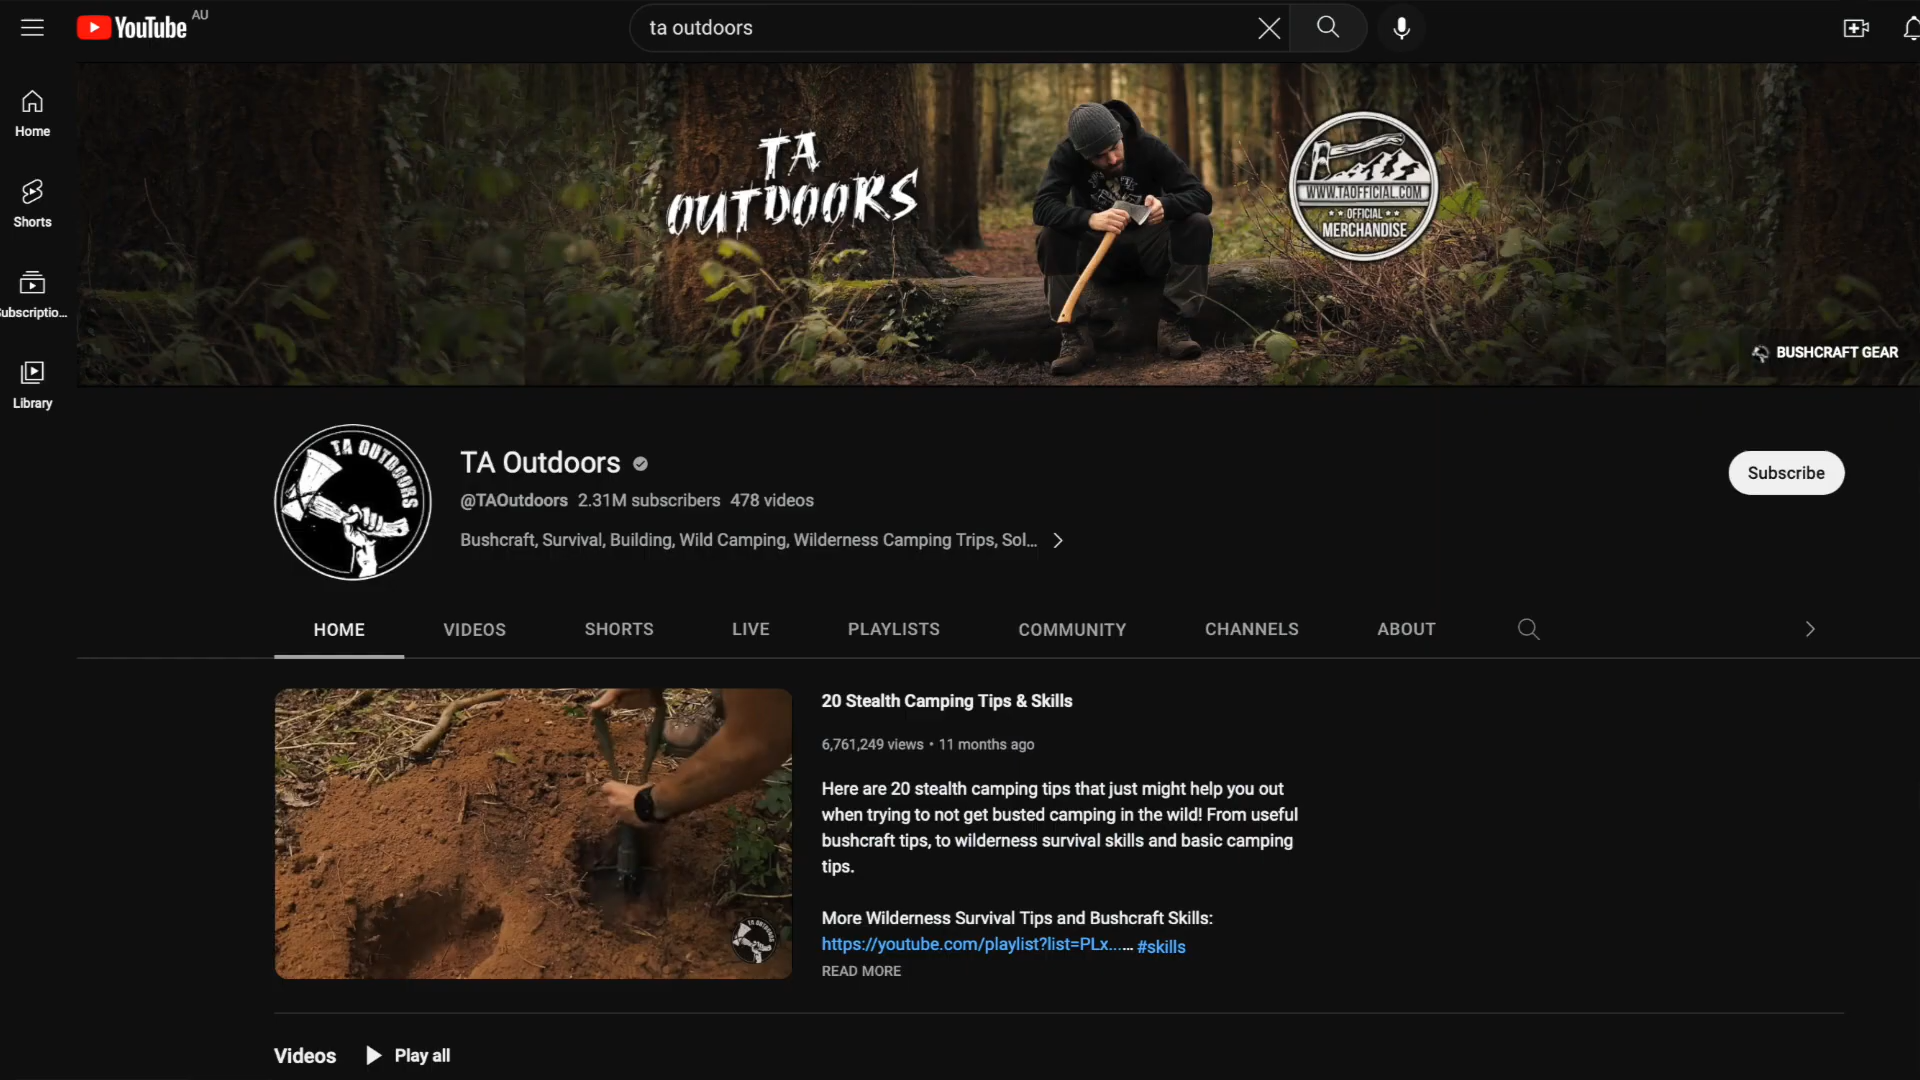 YouTube AU
ta outdoors
Home
Shorts
ubscriptio...
Library
TA
OUTDOORS
WWW.TAOFFICIAL.COM
OFFICIAL
MERCHANDISE
BUSHCRAFT GEAR
TA OUTDOORS
TA Outdoors
@TAOutdoors 2.31M subscribers 478 videos
Bushcraft, Survival, Building, Wild Camping, Wilderness Camping Trips, Sol...
Subscribe
HOME VIDEOS SHORTS LIVE PLAYLISTS COMMUNITY CHANNELS ABOUT
20 Stealth Camping Tips & Skills
6,761,249 views • 11 months ago
Here are 20 stealth camping tips that just might help you out
when trying to not get busted camping in the wild! From useful
bushcraft tips, to wilderness survival skills and basic camping
tips.
More Wilderness Survival Tips and Bushcraft Skills:
https://youtube.com/playlist?list=PLx...... #skills
READ MORE
TA OUTDOORS
Videos Play all